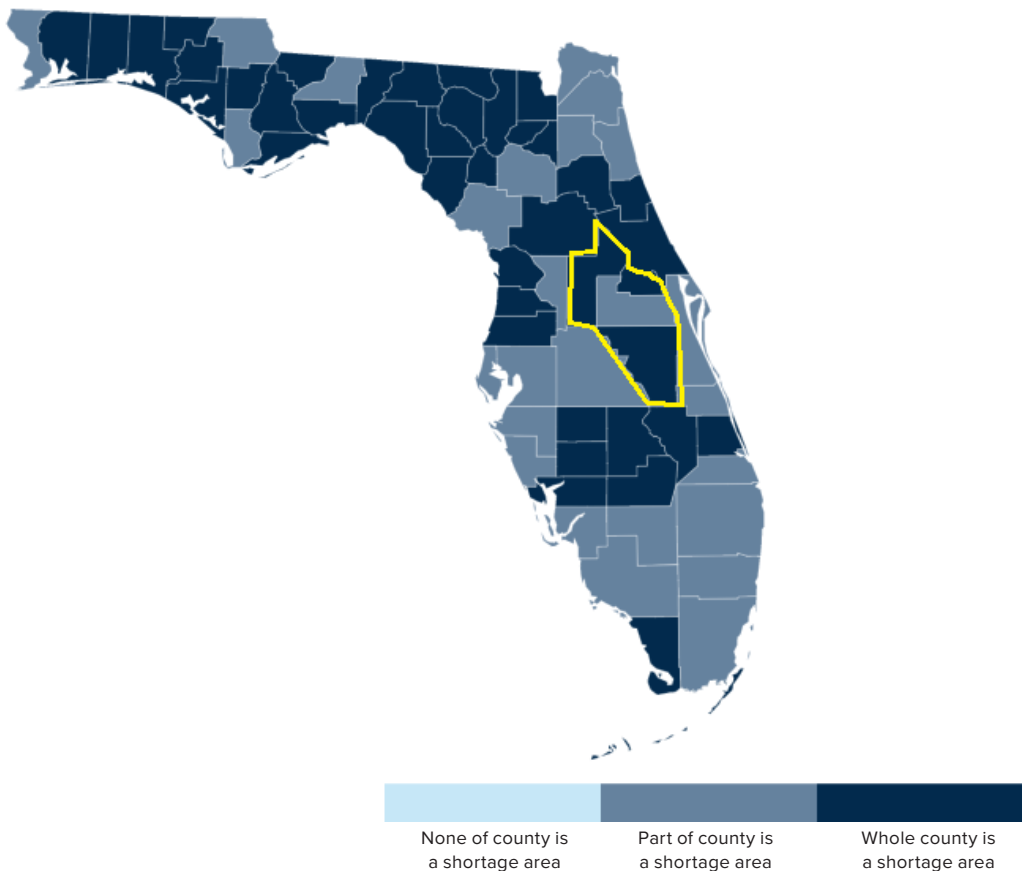 None of county is
a shortage area
Part of county is
a shortage area
Whole county is
a shortage area